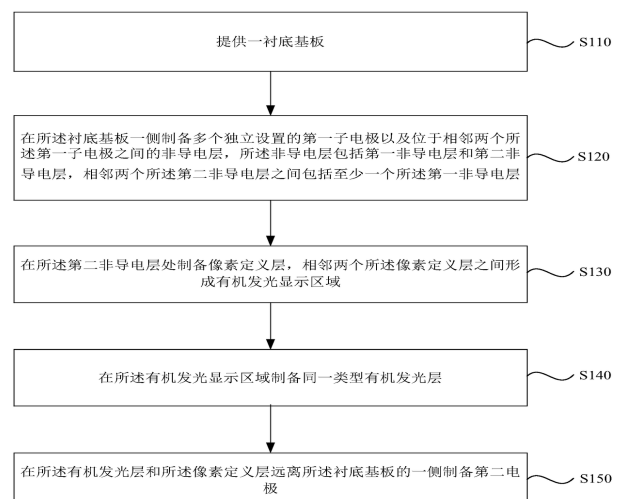 提供一衬底基板
S110
在所述衬底基板一侧制备多个独立设置的第一子电极以及位于相邻两个所
述第一子电极之间的非导电层，所述非导电层包括第一非导电层和第二非
导电层，相邻两个所述第二非导电层之间包括至少一个所述第一非导电层
S120
在所述第二非导电层处制备像素定义层，相邻两个所述像素定义层之间形
成有机发光显示区域
S130
在所述有机发光显示区域制备同一类型有机发光层
S140
在所述有机发光层和所述像素定义层远离所述衬底基板的一侧制备第二电
极
S150